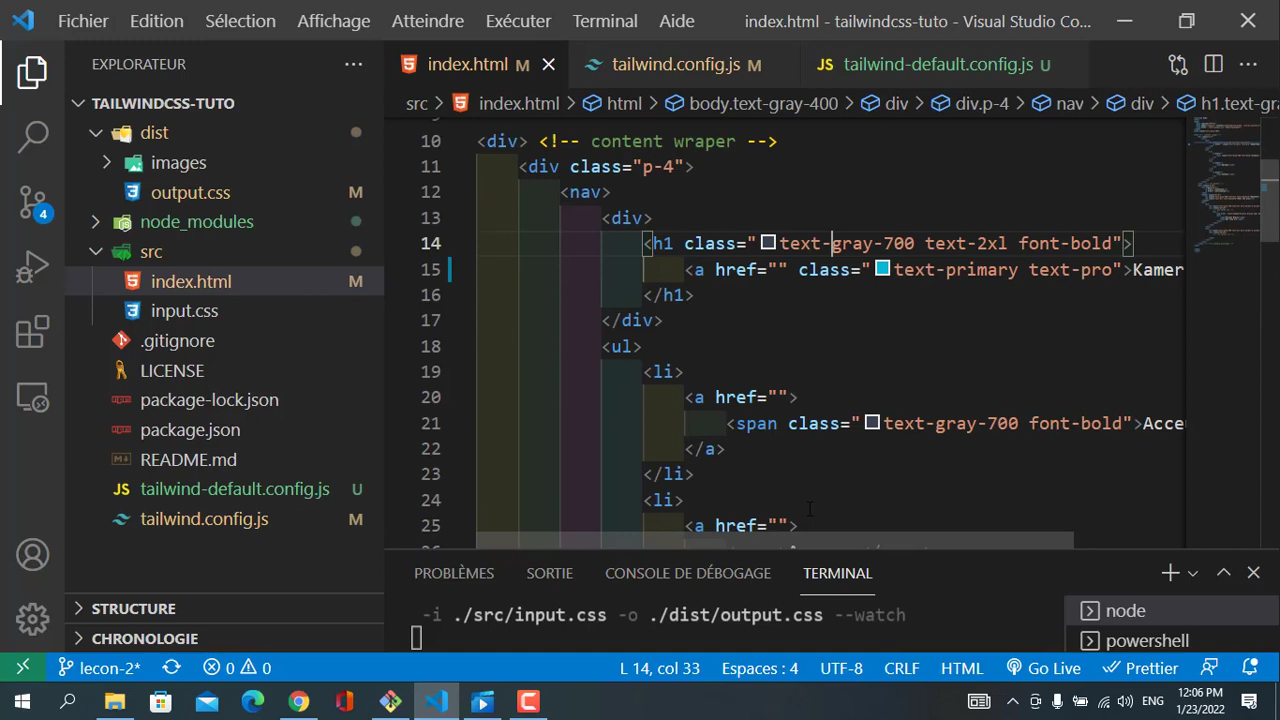 Fichier Edition Sélection Affichage Atteindre Exécuter Terminal Aide index.html - tailwindcss-tuto - Visual Studio Co...
EXPLORATEUR
TAILWINDCSS-TUTO
dist
images
output.css M
node_modules
src
index.html M
input.css
.gitignore
LICENSE
package-lock.json
package.json
README.md
tailwind-default.config.js U
tailwind.config.js M
STRUCTURE
CHRONOLOGIE
index.html M tailwind.config.js M tailwind-default.config.js U
src index.html html body.text-gray-400 div div.p-4 nav div h1.text-gr
10 <div> <!-- content wraper -->
11 <div class="p-4">
12 <nav>
13 <div>
14 <h1 class="text-gray-700 text-2xl font-bold">
15 <a href="" class="text-primary text-pro">Kamer
16 </h1>
17 </div>
18 <ul>
19 <li>
20 <a href="">
21 <span class="text-gray-700 font-bold">Acce
22 </a>
23 </li>
24 <li>
25 <a href="">
PROBLÈMES SORTIE CONSOLE DE DÉBOGAGE TERMINAL
-i ./src/input.css -o ./dist/output.css --watch
node
powershell
4
lecon-2* 0 0 L 14, col 33 Espaces : 4 UTF-8 CRLF HTML Go Live Prettier
ENG 12:06 PM
1/23/2022